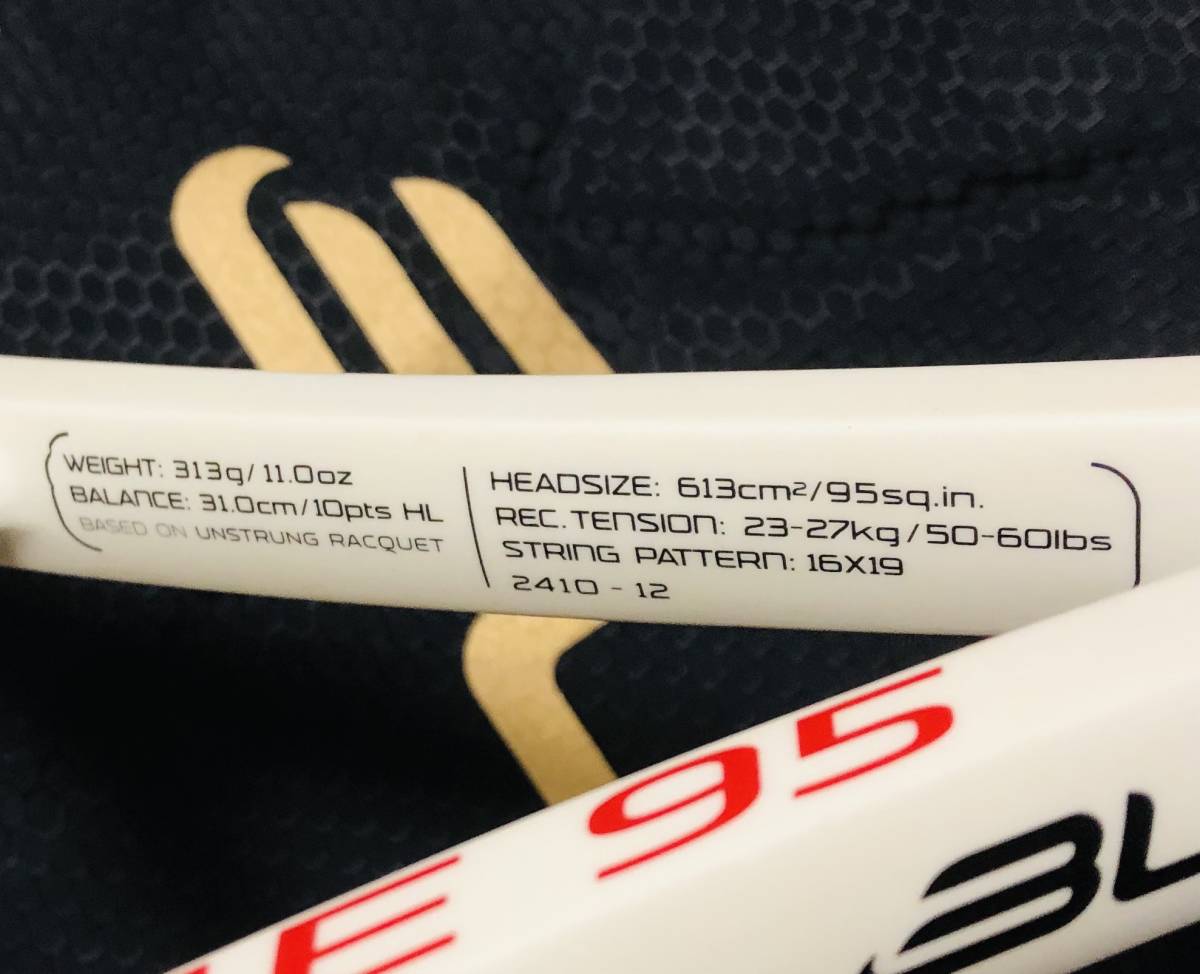 WEIGHT: 313g/11.0oz
BALANCE: 31.0cm/10pts HL
BASED ON UNSTRUNG RACQUET
HEADSIZE: 613cm²/95sq.in.
REC. TENSION: 23-27kg/50-60lbs
STRING PATTERN: 16X19
2410 - 12
E 95
BL